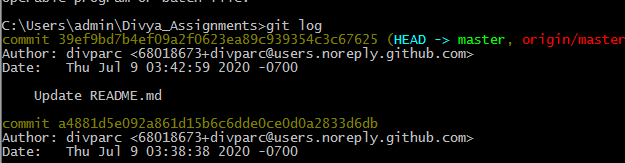 operable program or batch file.
C:\Users\admin\Divya_Assignments>git log
commit 39ef9bd7b4ef09a2f0623ea89c939354c3c67625 (HEAD -> master, origin/master
Author: divparc <68018673+divparc@users.noreply.github.com>
Date:   Thu Jul 9 03:42:59 2020 -0700
    Update README.md
commit a4881d5e092a861d15b6c6dde0ce0d0a2833d6db
Author: divparc <68018673+divparc@users.noreply.github.com>
Date:   Thu Jul 9 03:38:38 2020 -0700